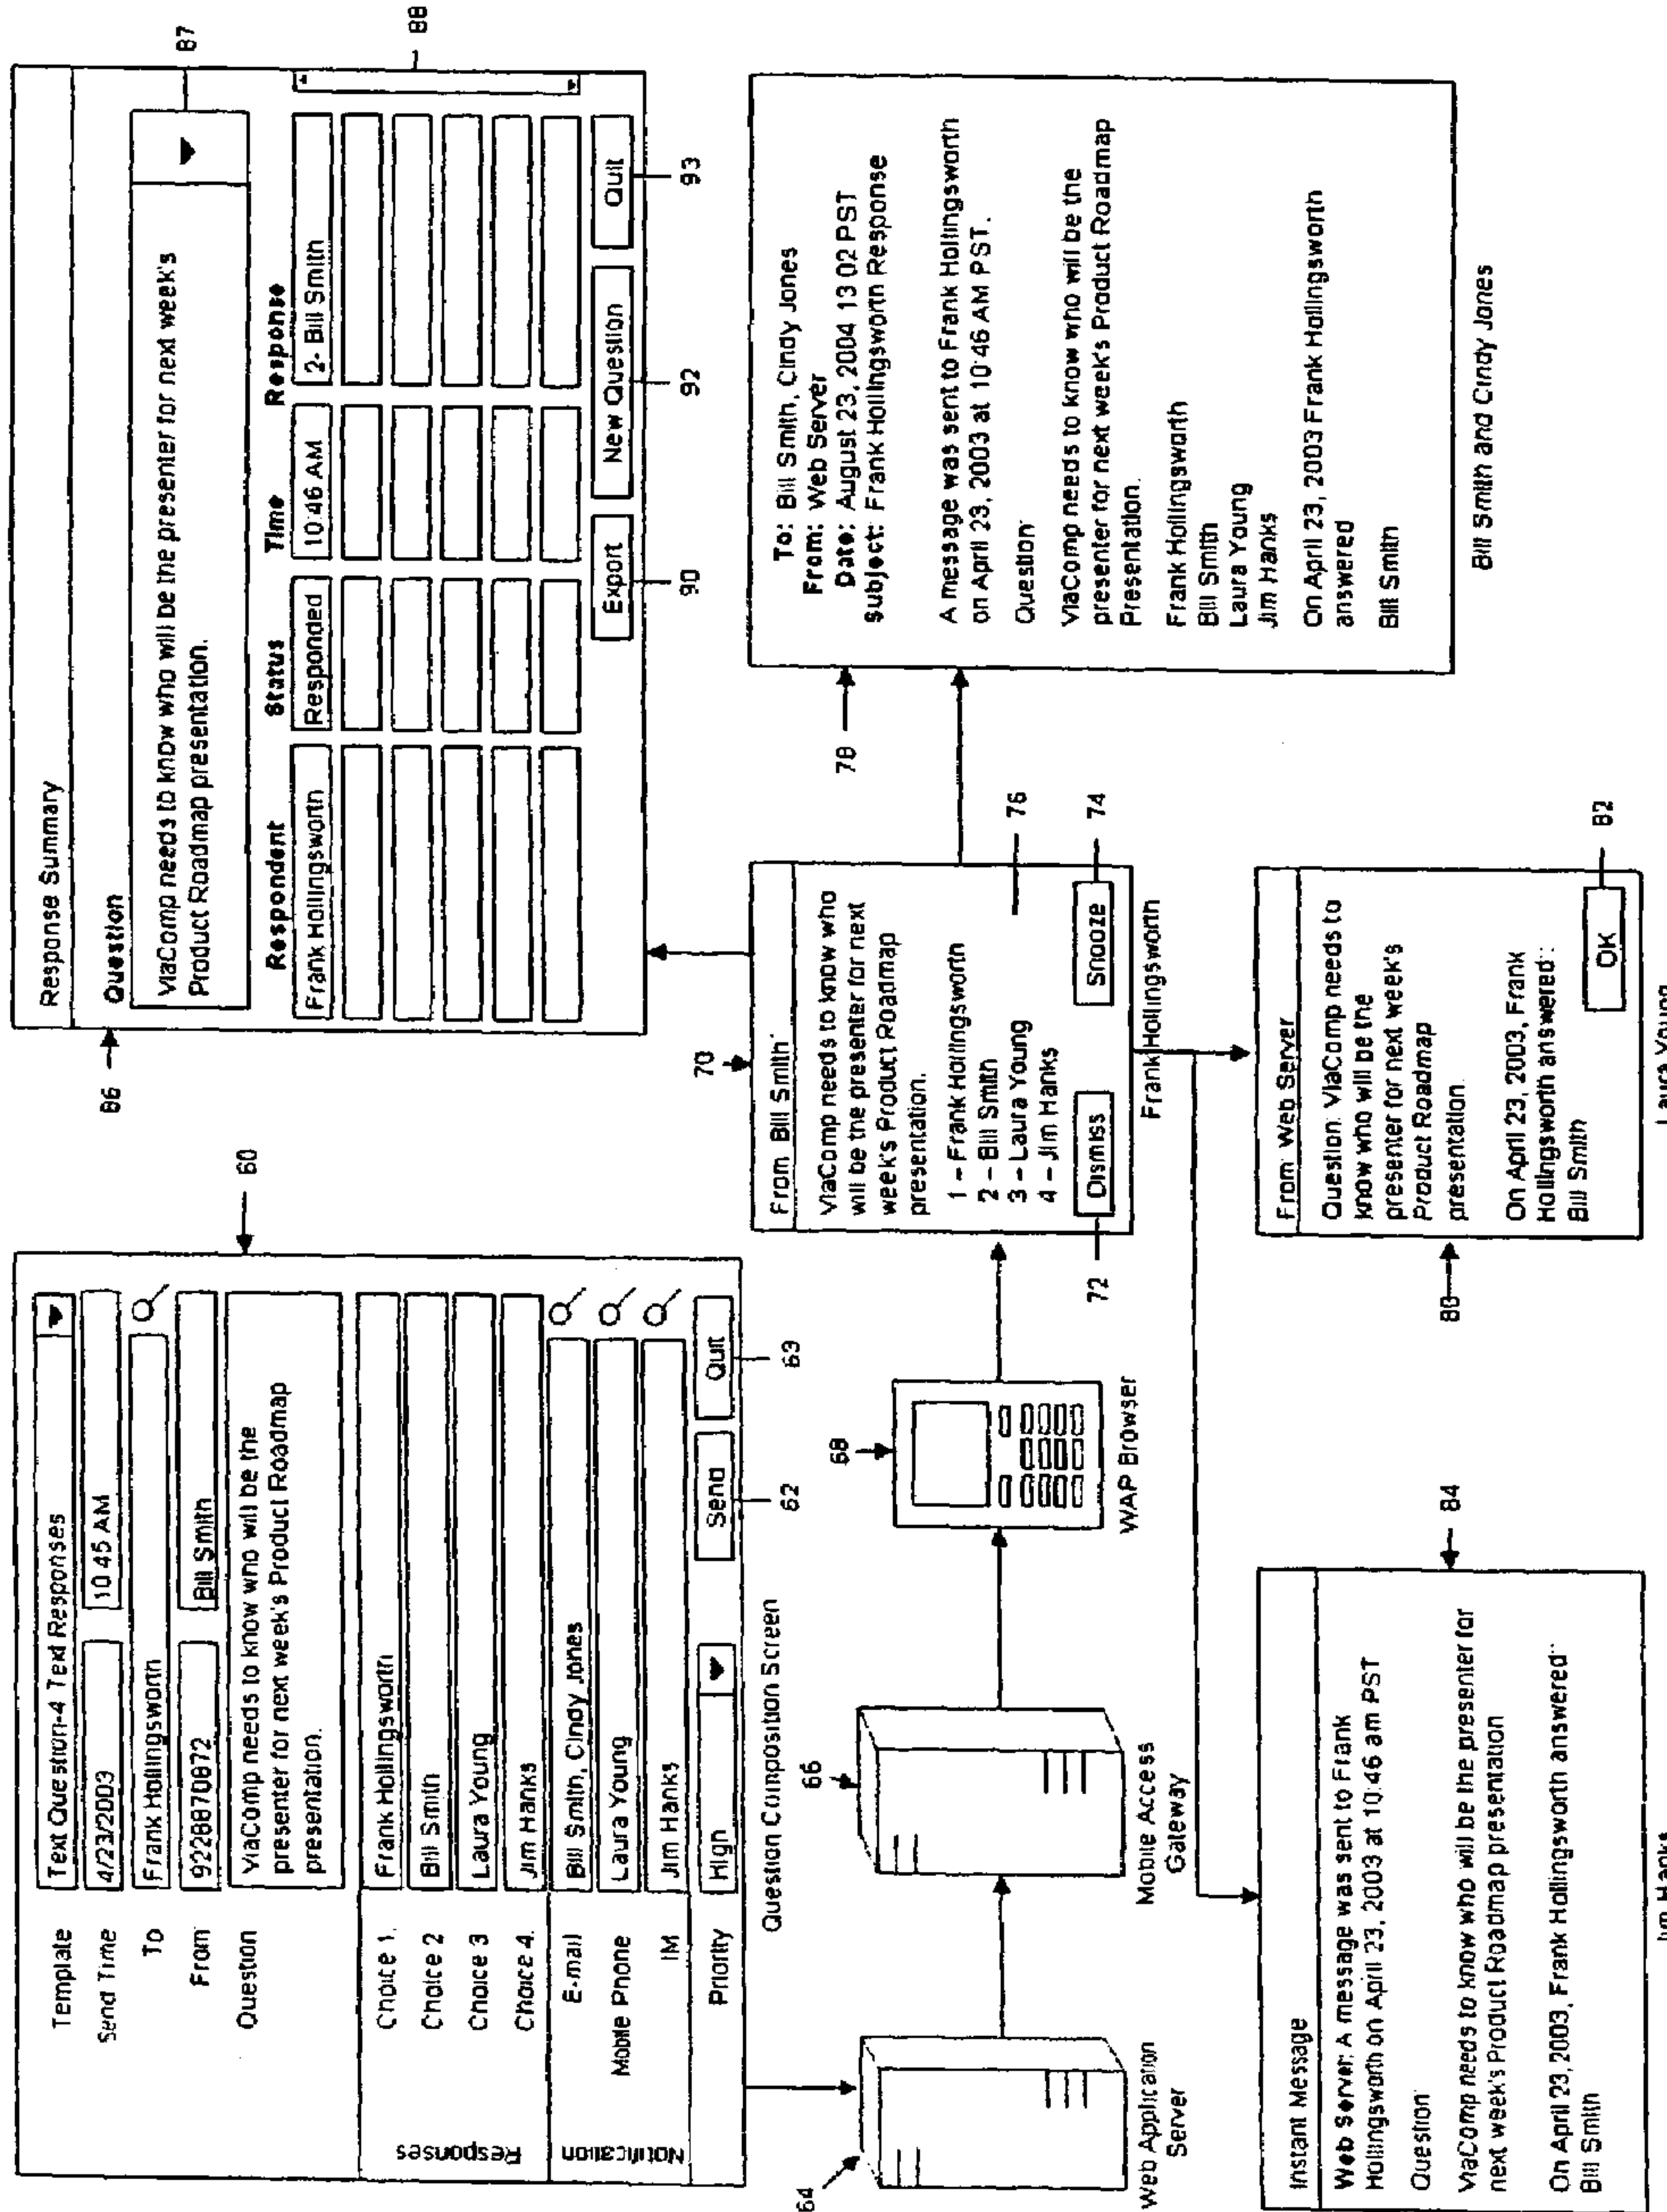 Template Text Question-4 Text Responses
Send Time 4/23/2003 10 45 AM
To Frank Hollingsworth
From 9228870872 Bill Smith
Question ViaComp needs to know who will be the
presenter for next week's Product Roadmap
presentation.
Responses
Choice 1. Frank Hollingsworth
Choice 2 Bill Smith
Choice 3 Laura Young
Choice 4. Jim Hanks
Notification
E-mail Bill Smith, Cindy Jones
Mobile Phone Laura Young
IM Jim Hanks
Priority High Send Quit
60
62
63
Question Composition Screen
86
Response Summary
Question
ViaComp needs to know who will be the presenter for next week's
Product Roadmap presentation.
87
Respondent Status Time Response
Frank Hollingsworth Responded 10:46 AM 2- Bill Smith
88
Export New Question Quit
90
92
93
64
Web Application
Server
66
Mobile Access
Gateway
68
WAP Browser
70
From Bill Smith
ViaComp needs to know who
will be the presenter for next
week's Product Roadmap
presentation.
1 – Frank Hollingsworth
2 – Bill Smith
3 – Laura Young
4 – Jim Hanks
76
Dismiss Snooze
72
74
Frank Hollingsworth
78
To: Bill Smith, Cindy Jones
From: Web Server
Date: August 23, 2004 13 02 PST
subject: Frank Hollingsworth Response
A message was sent to Frank Hollingsworth
on April 23, 2003 at 10:46 AM PST.
Question
ViaComp needs to know who will be the
presenter for next week's Product Roadmap
Presentation.
Frank Hollingsworth
Bill Smith
Laura Young
Jim Hanks
On April 23, 2003 Frank Hollingsworth
answered
Bill Smith
Bill Smith and Cindy Jones
84
Instant Message
Web Server: A message was sent to Frank
Hollingsworth on April 23, 2003 at 10:46 am PST
Question
ViaComp needs to know who will be the presenter for
next week's Product Roadmap presentation
On April 23, 2003, Frank Hollingsworth answered:
Bill Smith
Jim Hanks
80
From: Web Server
Question: ViaComp needs to
know who will be the
presenter for next week's
Product Roadmap
presentation.
On April 23, 2003, Frank
Hollingsworth answered:
Bill Smith
OK
82
Laura Young